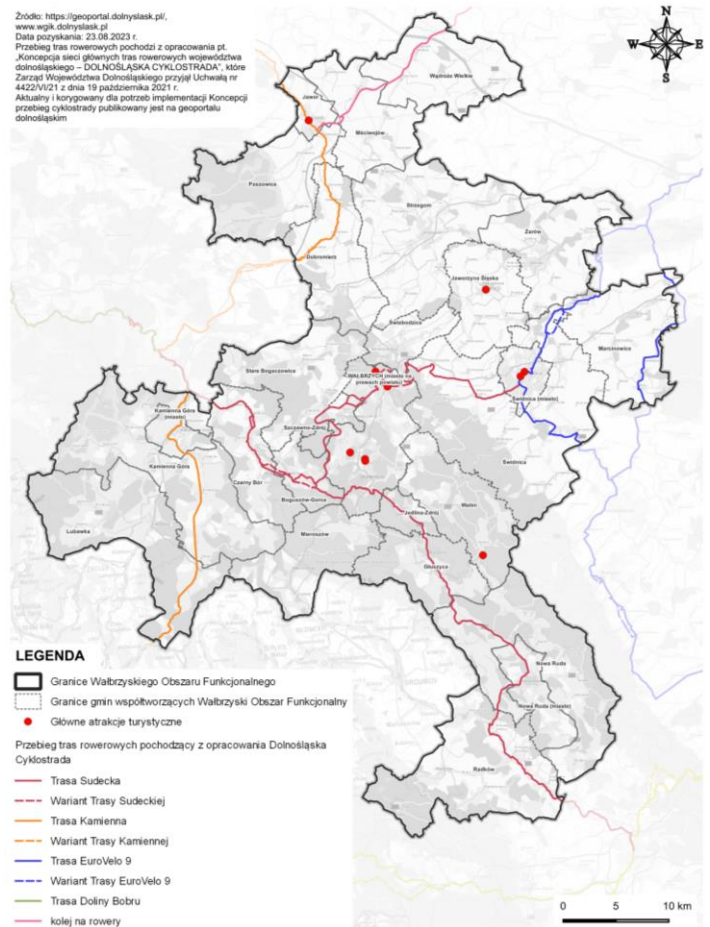 Źródło: https://geoportal.dolnyslask.pl/,
www.wgik.dolnyslask.pl
Data pozyskania: 23.08.2023 r.
Przebieg tras rowerowych pochodzi z opracowania pt.
„Koncepcja sieci głównych tras rowerowych województwa
dolnośląskiego – DOLNOŚLĄSKA CYKLOSTRADA", które
Zarząd Województwa Dolnośląskiego przyjął Uchwałą nr
4422/VI/21 z dnia 19 października 2021 r.
Aktualny i korygowany dla potrzeb implementacji Koncepcji
przebieg cyklostrady publikowany jest na geoportalu
dolnośląskim
N
W
E
S
Wądroże Wielkie
Jawor
Mściwojów
Paszowice
Strzegom
Żarów
Dobromierz
Jaworzyna Śląska
Świebodzice
Marcinowice
Stare Bogaczowice
WAŁBRZYCH (miasto na
prawach powiatu)
Świdnica (miasto)
Kamienna Góra
(miasto)
Szczawno-Zdrój
Świdnica
Kamienna Góra
Czarny Bór
Boguszów-Gorce
Jedlina-Zdrój
Walim
Lubawka
Mieroszów
Głuszyca
Nowa Ruda
Nowa Ruda (miasto)
Radków
LEGENDA
Granice Wałbrzyskiego Obszaru Funkcjonalnego
Granice gmin współtworzących Wałbrzyski Obszar Funkcjonalny
Główne atrakcje turystyczne
Przebieg tras rowerowych pochodzący z opracowania Dolnośląska
Cyklostrada
Trasa Sudecka
Wariant Trasy Sudeckiej
Trasa Kamienna
Wariant Trasy Kamiennej
Trasa EuroVelo 9
Wariant Trasy EuroVelo 9
Trasa Doliny Bobru
kolej na rowery
0 5 10 km